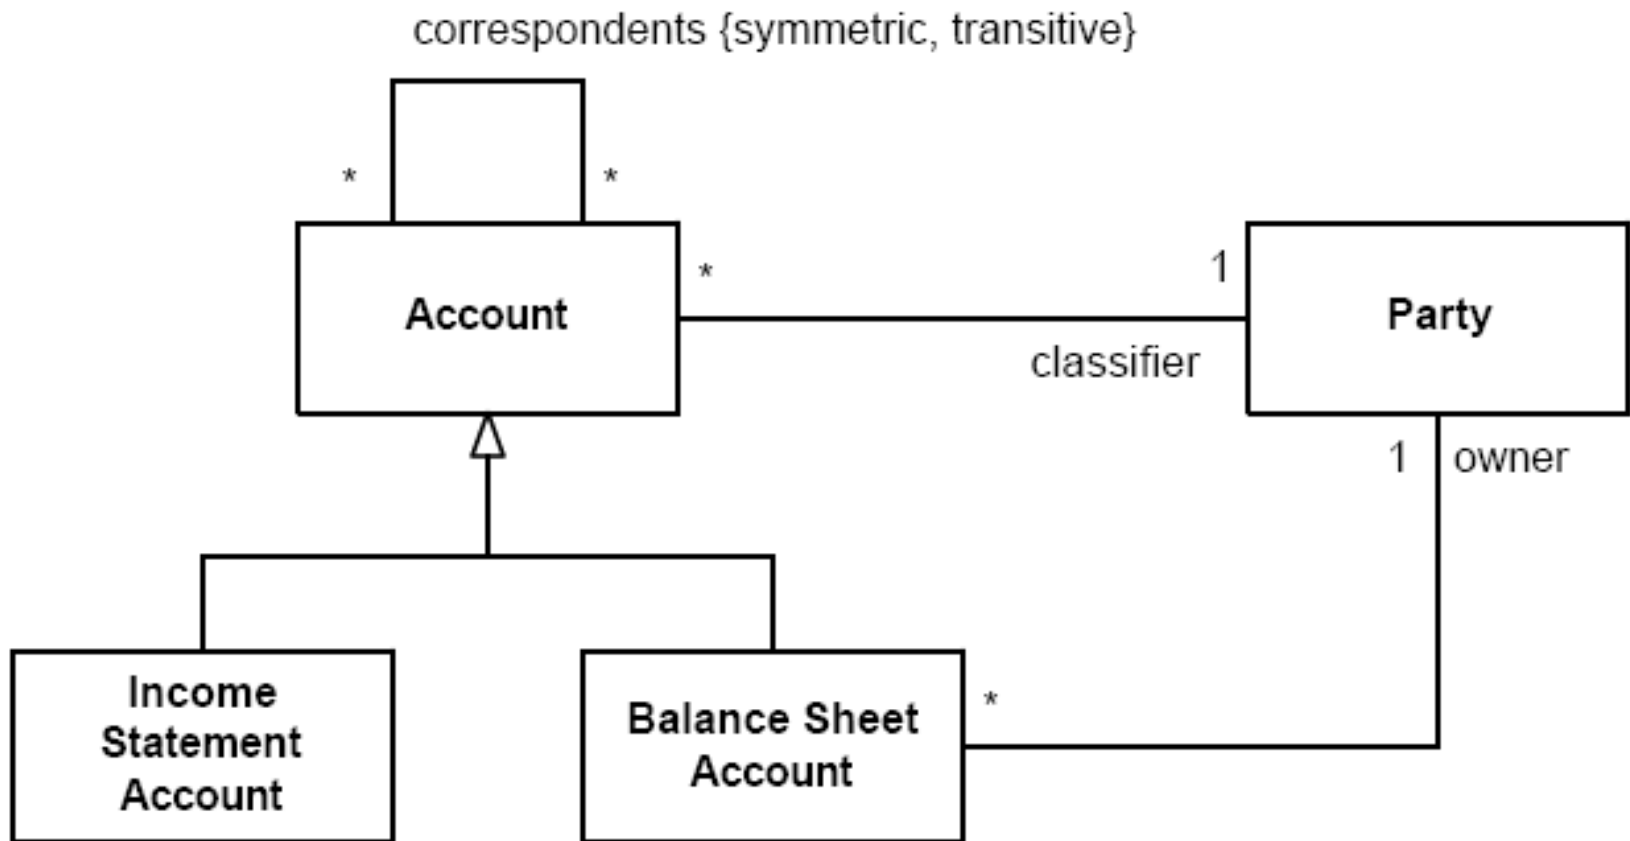 correspondents {symmetric, transitive}
* *
Account
* 1
classifier
Party
1 owner
Income
Statement
Account
Balance Sheet
Account
*